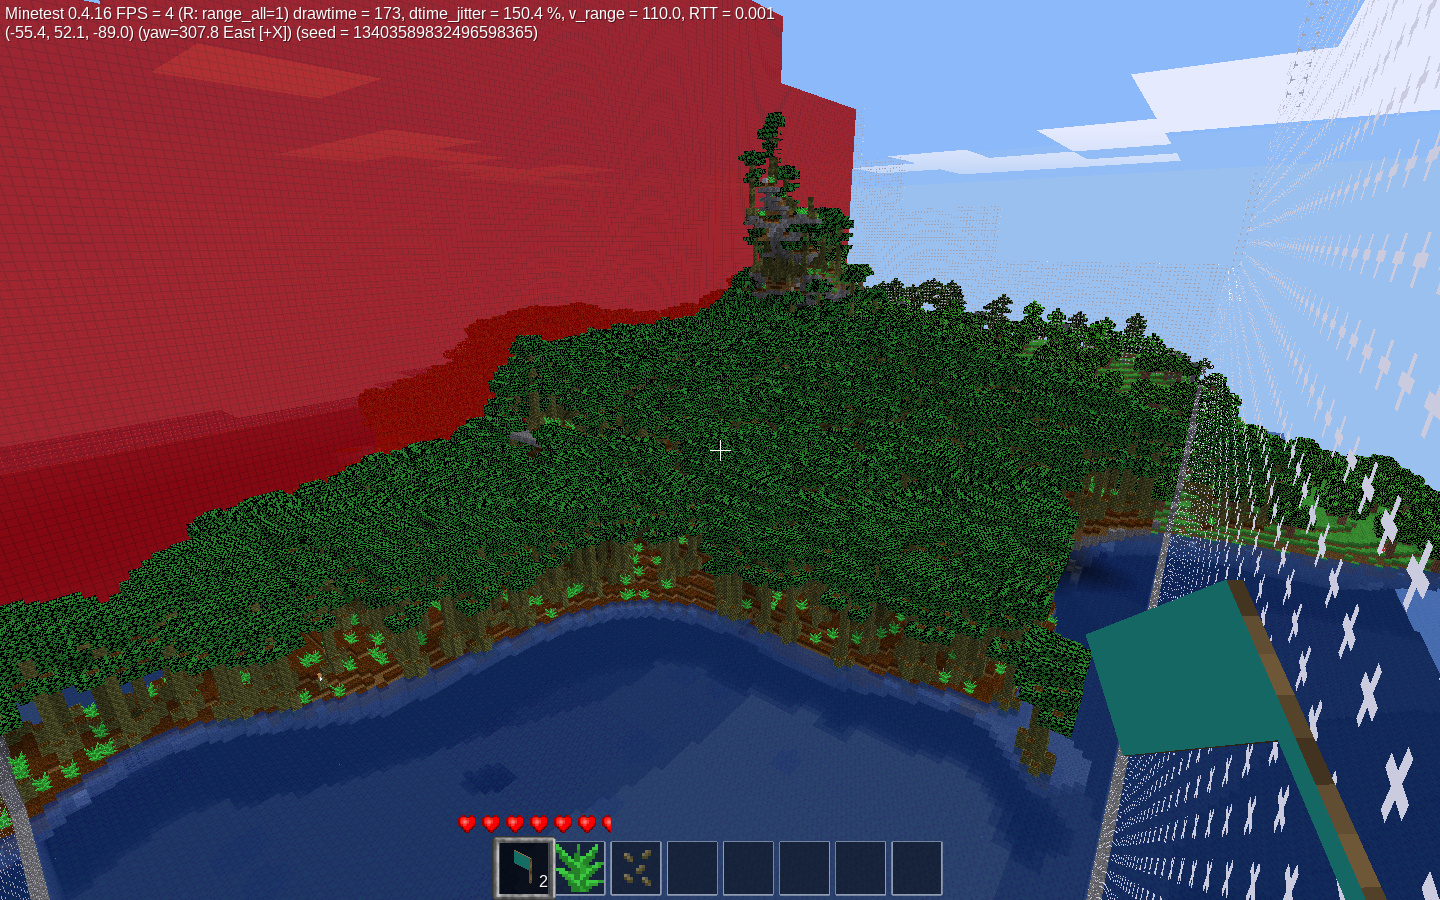 Minetest 0.4.16 FPS = 4 (R: range_all=1) drawtime = 173, dtime_jitter = 150.4 %, v_range = 110.0, RTT = 0.001
(-55.4, 52.1, -89.0) (yaw=307.8 East [+X]) (seed = 13403589832496598365)
2